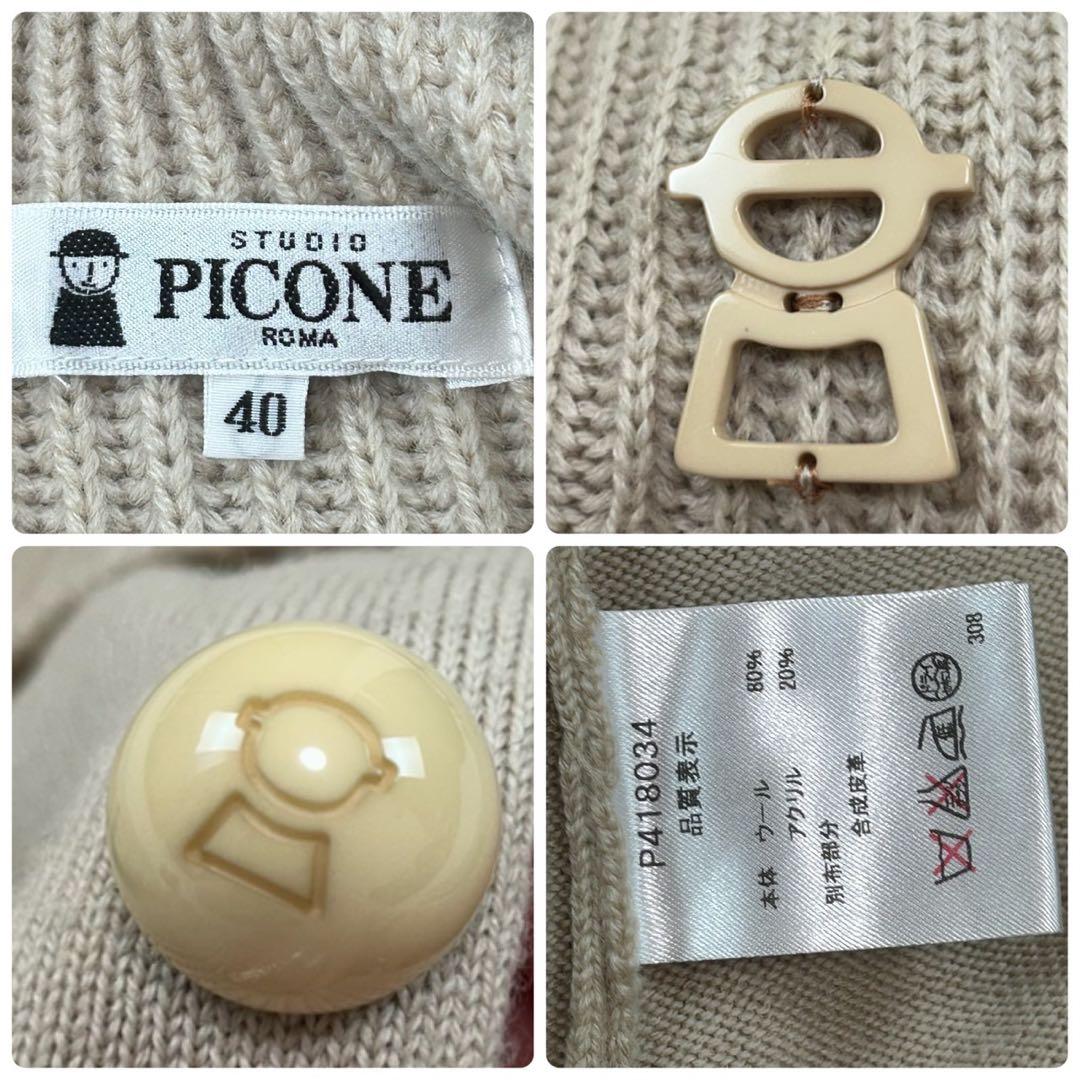 STUDIO
PICONE
ROMA
40
P418034
品質表示
本体 ウール 80%
アクリル 20%
別布部分
合成皮革
308